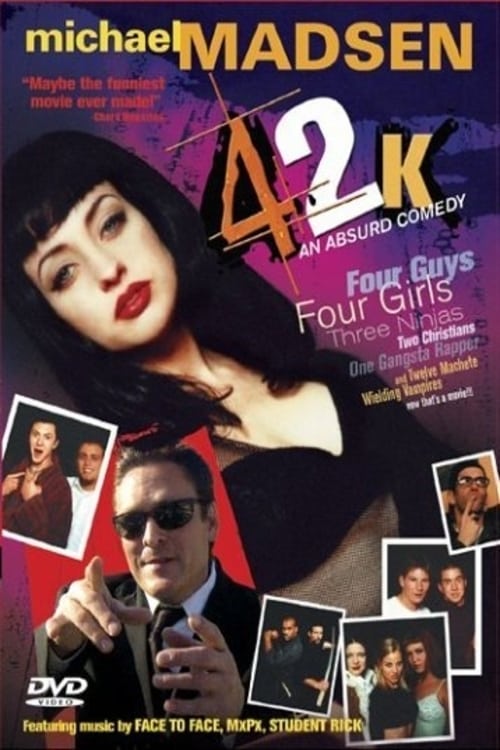 michael MADSEN
"Maybe the funniest
movie ever made!"
42K
AN ABSURD COMEDY
Four Guys
Four Girls
Three Ninjas
Two Christians
One Gangsta Rapper
and Twelve Machete
Wielding Vampires
now that's a movie!!!
DVD
VIDEO
Featuring music by FACE TO FACE, MxPx, STUDENT RICK